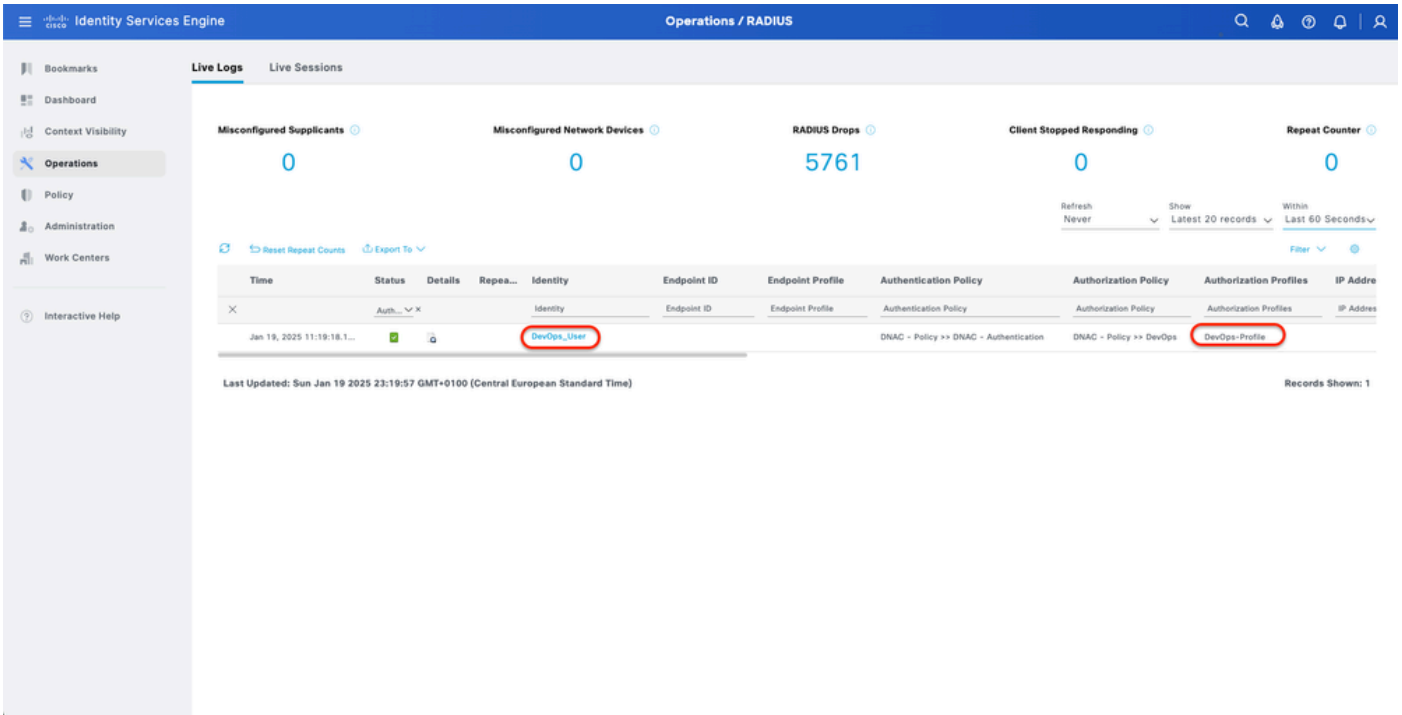 cisco Identity Services Engine
Operations / RADIUS
Bookmarks
Dashboard
Context Visibility
Operations
Policy
Administration
Work Centers
Interactive Help
Live Logs Live Sessions
Misconfigured Supplicants Misconfigured Network Devices RADIUS Drops Client Stopped Responding Repeat Counter
0 0 5761 0 0
Refresh Show Within
Never Latest 20 records Last 60 Seconds
Reset Repeat Counts Export To Filter
Time Status Details Repea... Identity Endpoint ID Endpoint Profile Authentication Policy Authorization Policy Authorization Profiles IP Addre
Auth... Identity Endpoint ID Endpoint Profile Authentication Policy Authorization Policy Authorization Profiles IP Addres
Jan 19, 2025 11:19:18.1... DevOps_User DNAC - Policy >> DNAC - Authentication DNAC - Policy >> DevOps DevOps-Profile
Last Updated: Sun Jan 19 2025 23:19:57 GMT+0100 (Central European Standard Time) Records Shown: 1